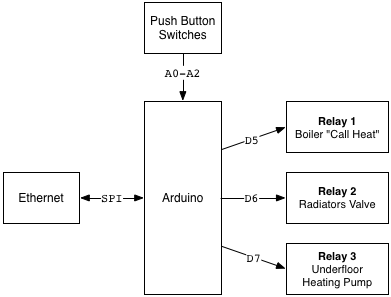 Push Button
Switches
A0-A2
Relay 1
Boiler "Call Heat"
D5
Ethernet
SPI
Arduino
D6
Relay 2
Radiators Valve
D7
Relay 3
Underfloor
Heating Pump